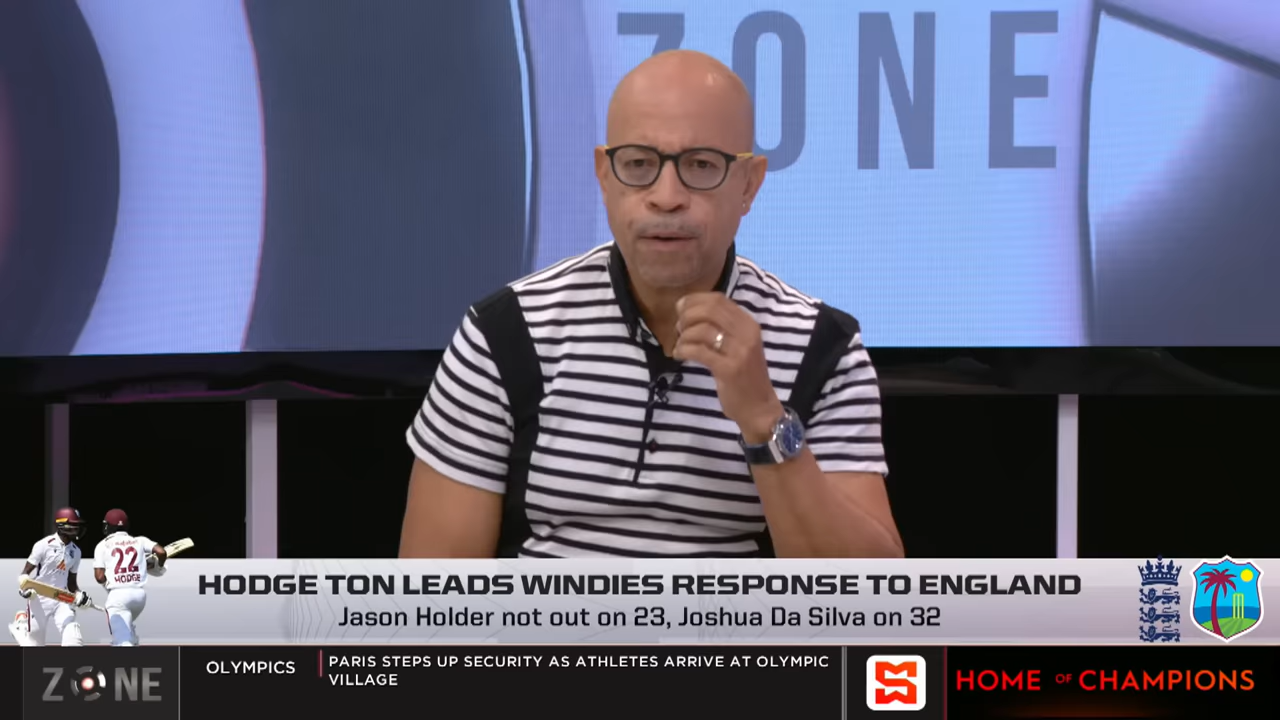 ZONE
22
HODGE
HODGE TON LEADS WINDIES RESPONSE TO ENGLAND
Jason Holder not out on 23, Joshua Da Silva on 32
ZONE
OLYMPICS
PARIS STEPS UP SECURITY AS ATHLETES ARRIVE AT OLYMPIC
VILLAGE
HOME OF CHAMPIONS